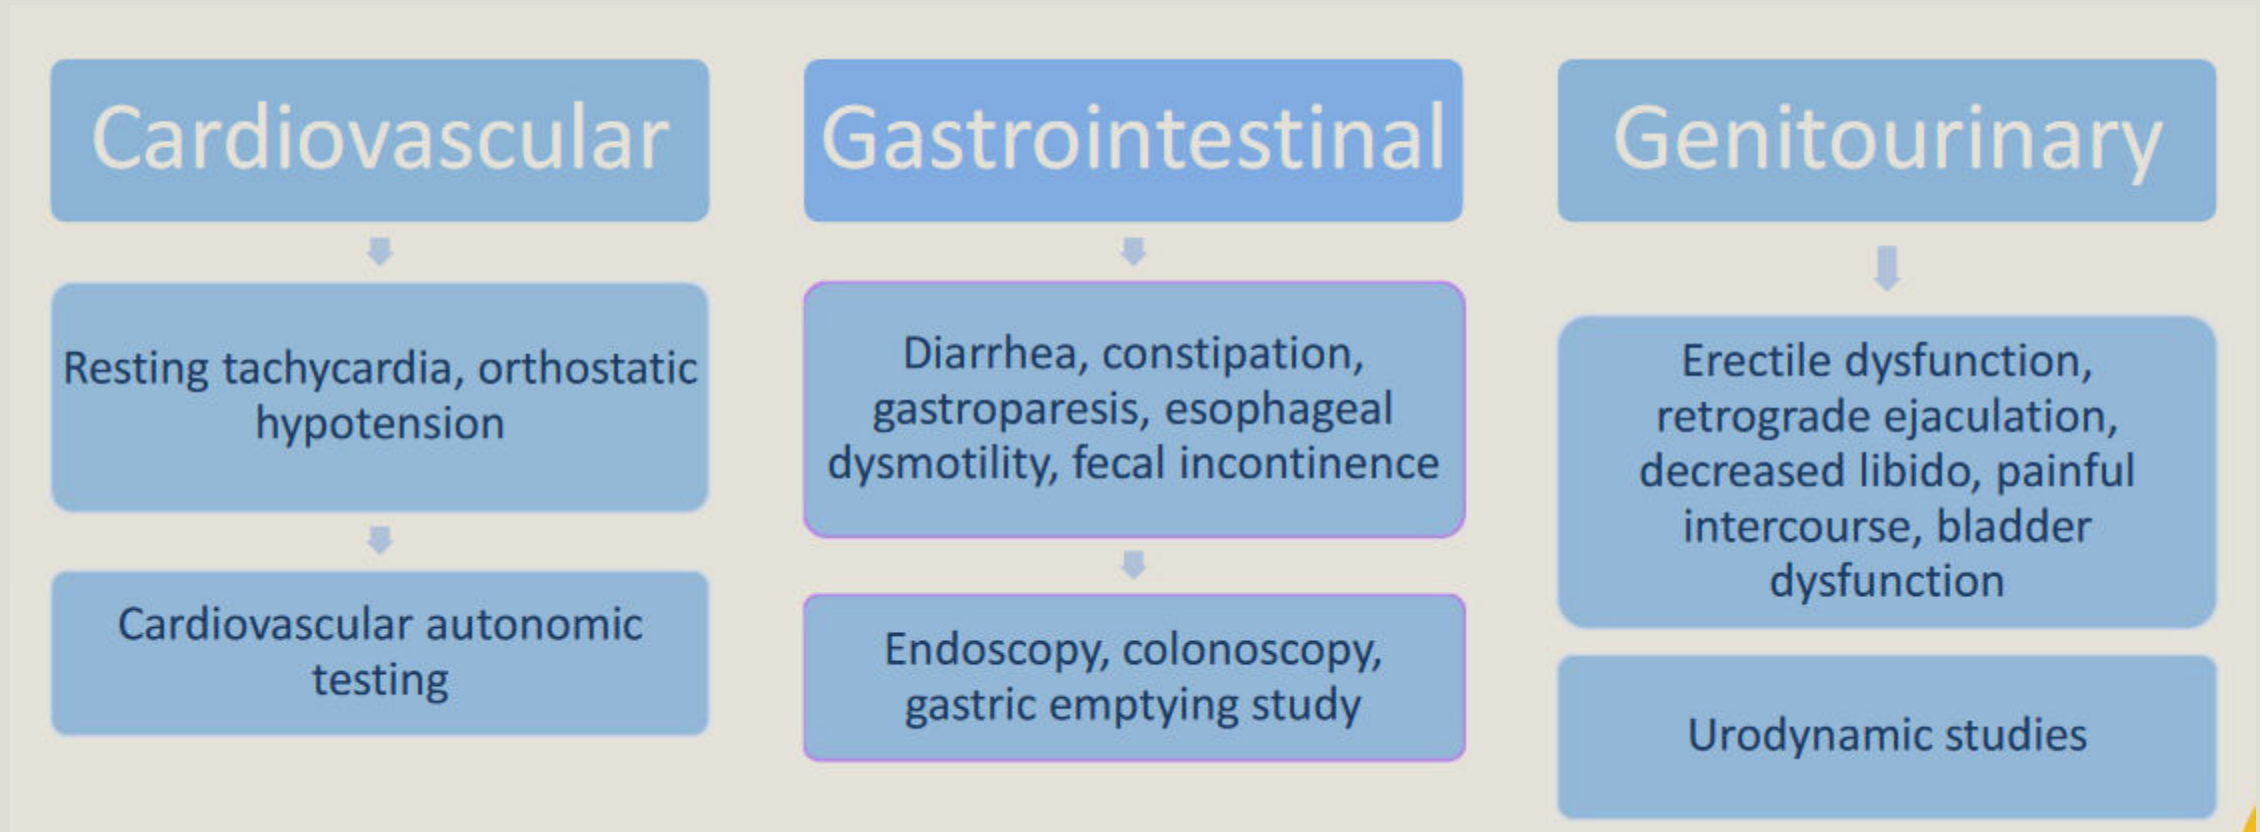 Cardiovascular
Resting tachycardia, orthostatic
hypotension
Cardiovascular autonomic
testing
Gastrointestinal
Diarrhea, constipation,
gastroparesis, esophageal
dysmotility, fecal incontinence
Endoscopy, colonoscopy,
gastric emptying study
Genitourinary
Erectile dysfunction,
retrograde ejaculation,
decreased libido, painful
intercourse, bladder
dysfunction
Urodynamic studies